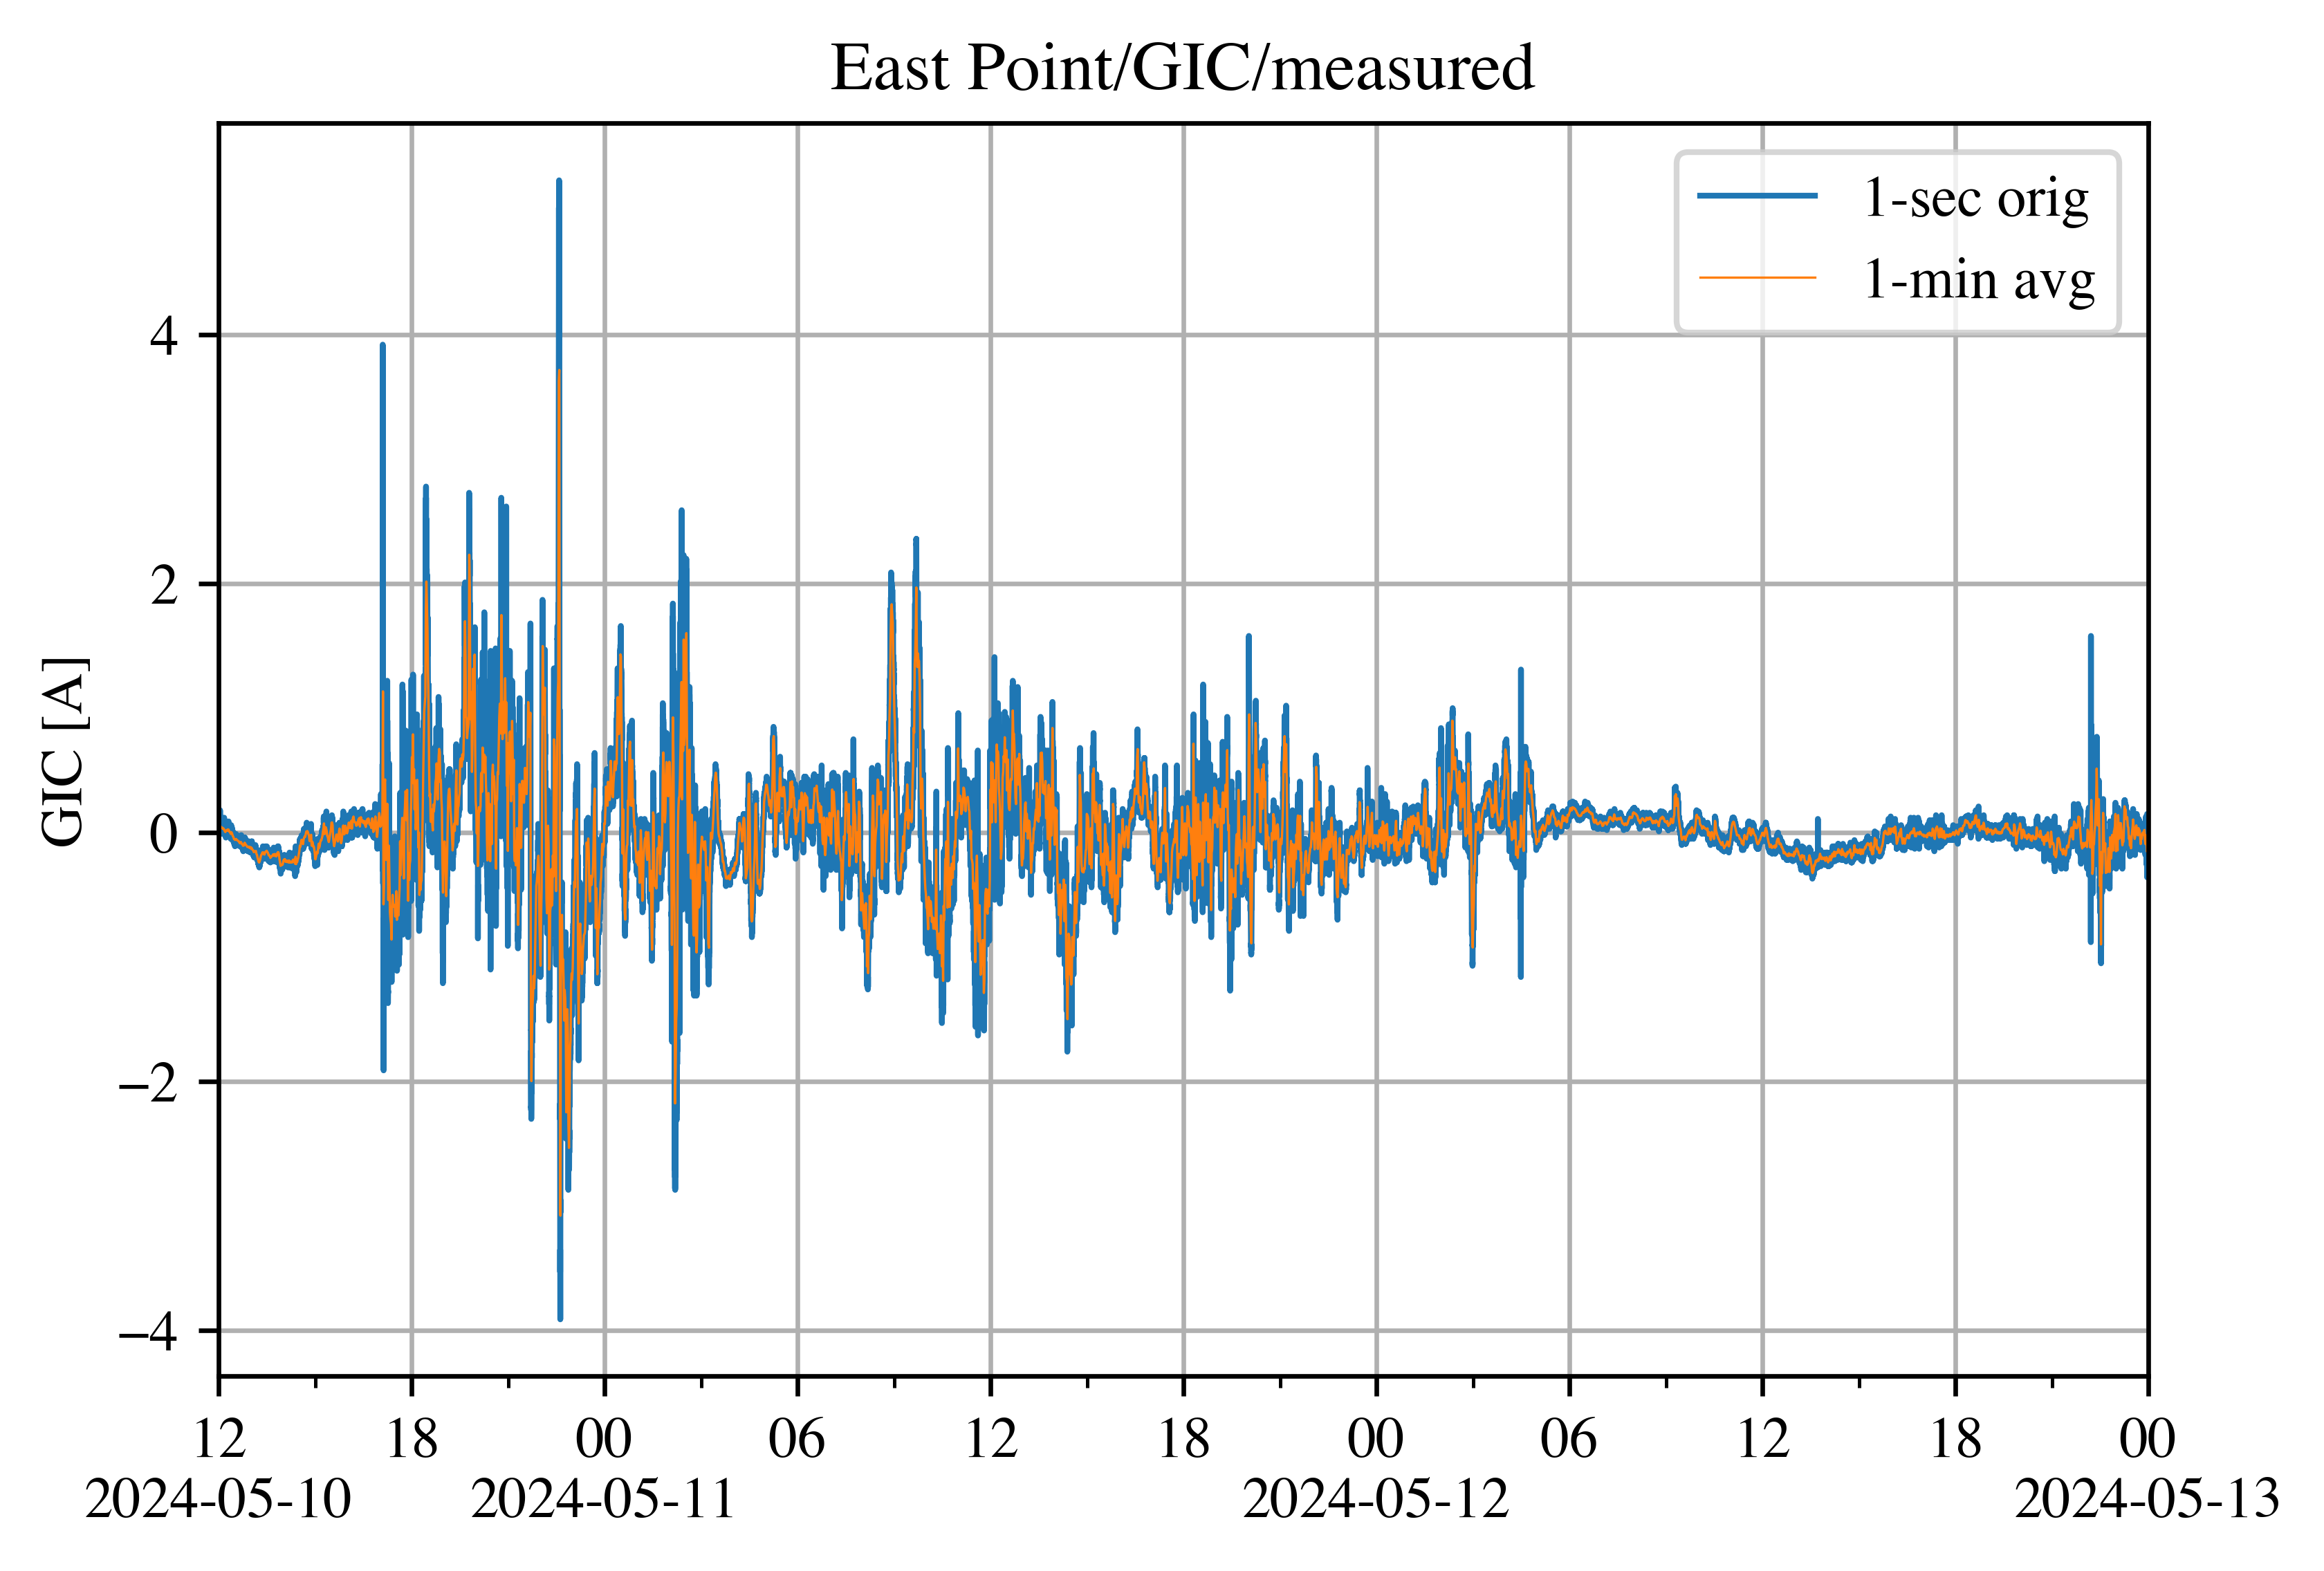 East Point/GIC/measured
1-sec orig
1-min avg
GIC [A]
4
2
0
−2
−4
12 18 00 06 12 18 00 06 12 18 00
2024-05-10 2024-05-11 2024-05-12 2024-05-13